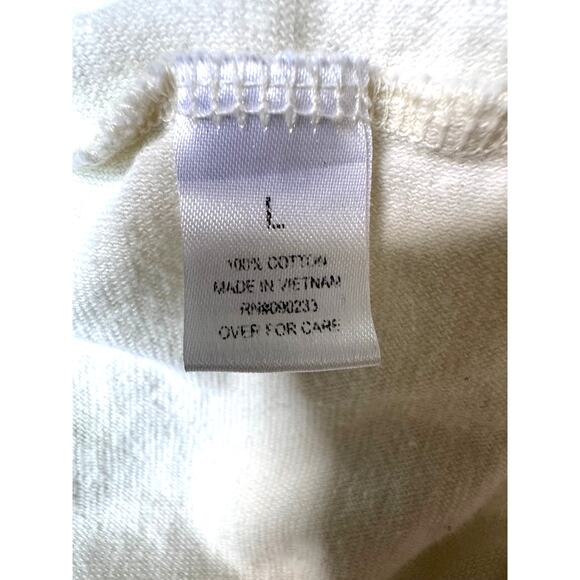 L
100% COTTON
MADE IN VIETNAM
RN#090233
OVER FOR CARE